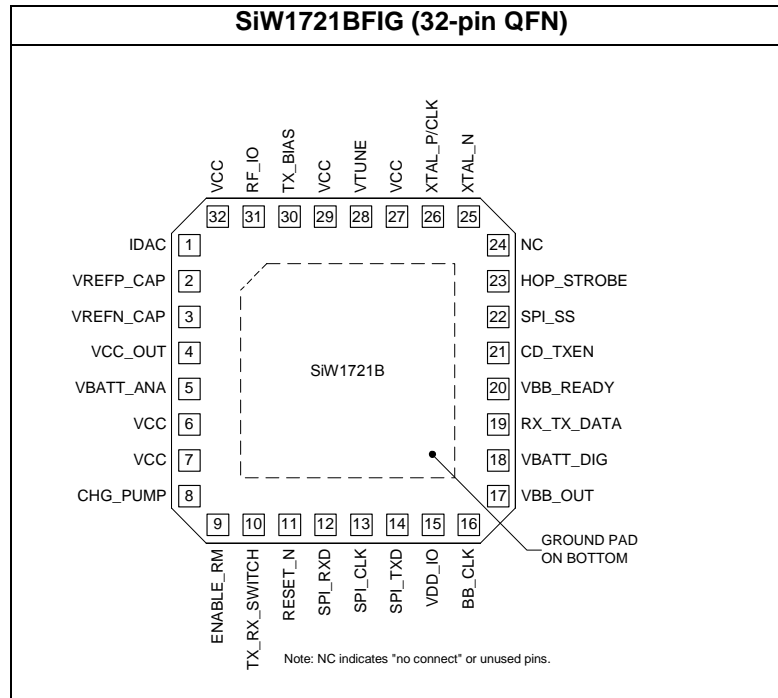 SiW1721BFIG (32-pin QFN)
VCC
RF_IO
TX_BIAS
VCC
VTUNE
VCC
XTAL_P/CLK
XTAL_N
32 31 30 29 28 27 26 25
IDAC 1
VREFP_CAP 2
VREFN_CAP 3
VCC_OUT 4
VBATT_ANA 5
VCC 6
VCC 7
CHG_PUMP 8
SiW1721B
24 NC
23 HOP_STROBE
22 SPI_SS
21 CD_TXEN
20 VBB_READY
19 RX_TX_DATA
18 VBATT_DIG
17 VBB_OUT
9 10 11 12 13 14 15 16
ENABLE_RM
TX_RX_SWITCH
RESET_N
SPI_RXD
SPI_CLK
SPI_TXD
VDD_IO
BB_CLK
GROUND PAD
ON BOTTOM
Note: NC indicates "no connect" or unused pins.